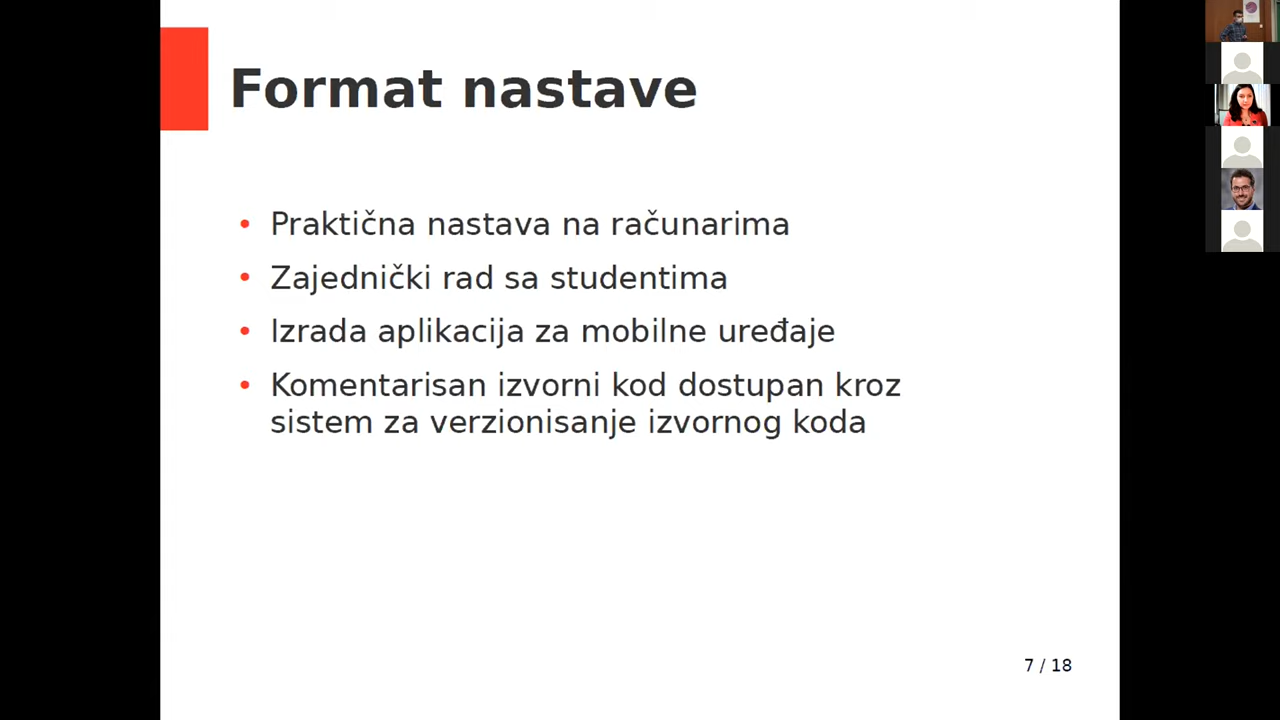 Format nastave
• Praktična nastava na računarima
• Zajednički rad sa studentima
• Izrada aplikacija za mobilne uređaje
• Komentarisan izvorni kod dostupan kroz
sistem za verzionisanje izvornog koda
7 / 18